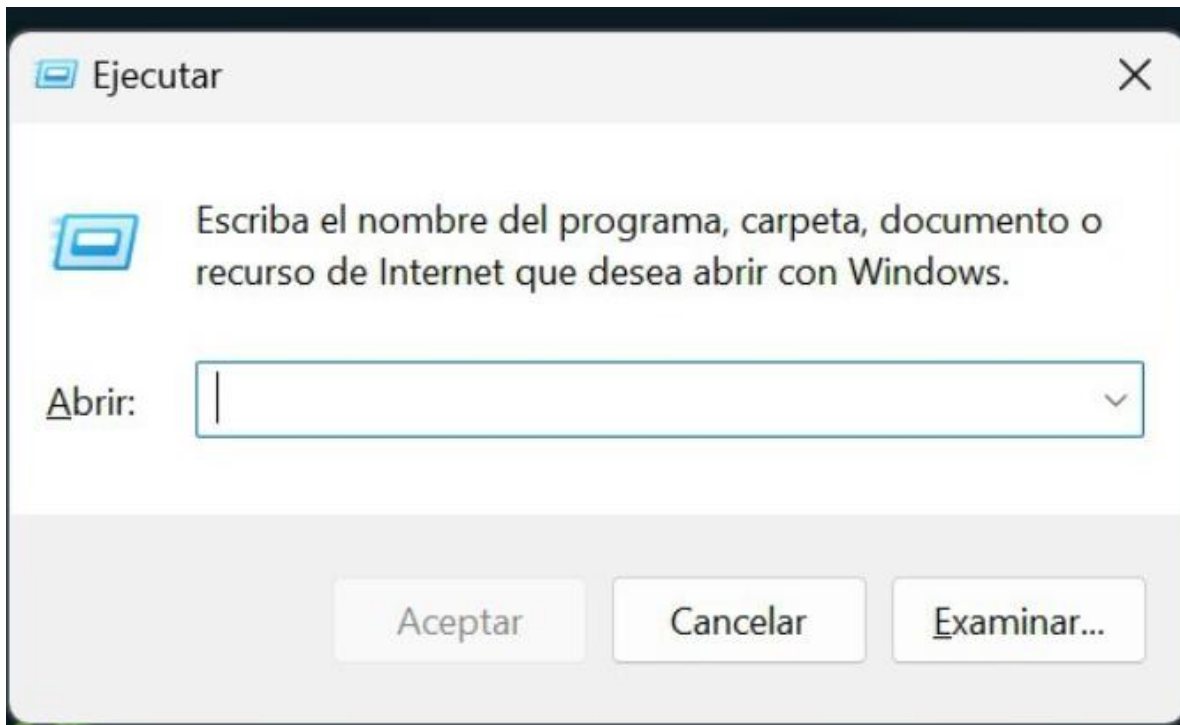 Ejecutar
Escriba el nombre del programa, carpeta, documento o
recurso de Internet que desea abrir con Windows.
Abrir:
Aceptar
Cancelar
Examinar...